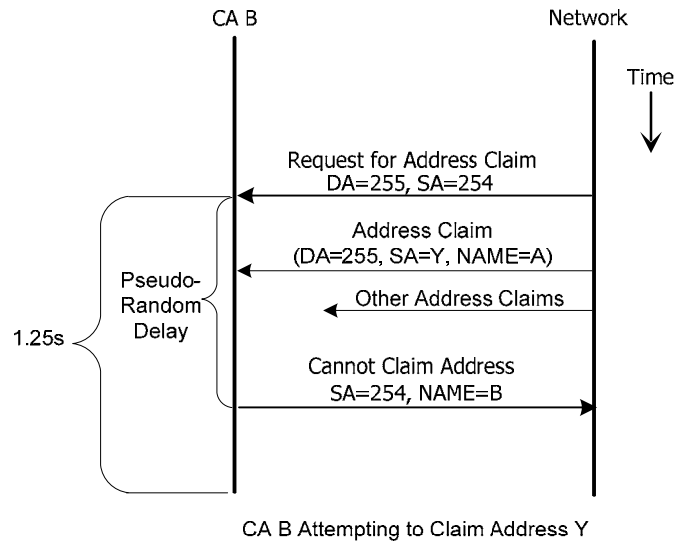 CA B
Network
Time
Request for Address Claim
DA=255, SA=254
Address Claim
(DA=255, SA=Y, NAME=A)
Other Address Claims
Pseudo-
Random
Delay
1.25s
Cannot Claim Address
SA=254, NAME=B
CA B Attempting to Claim Address Y